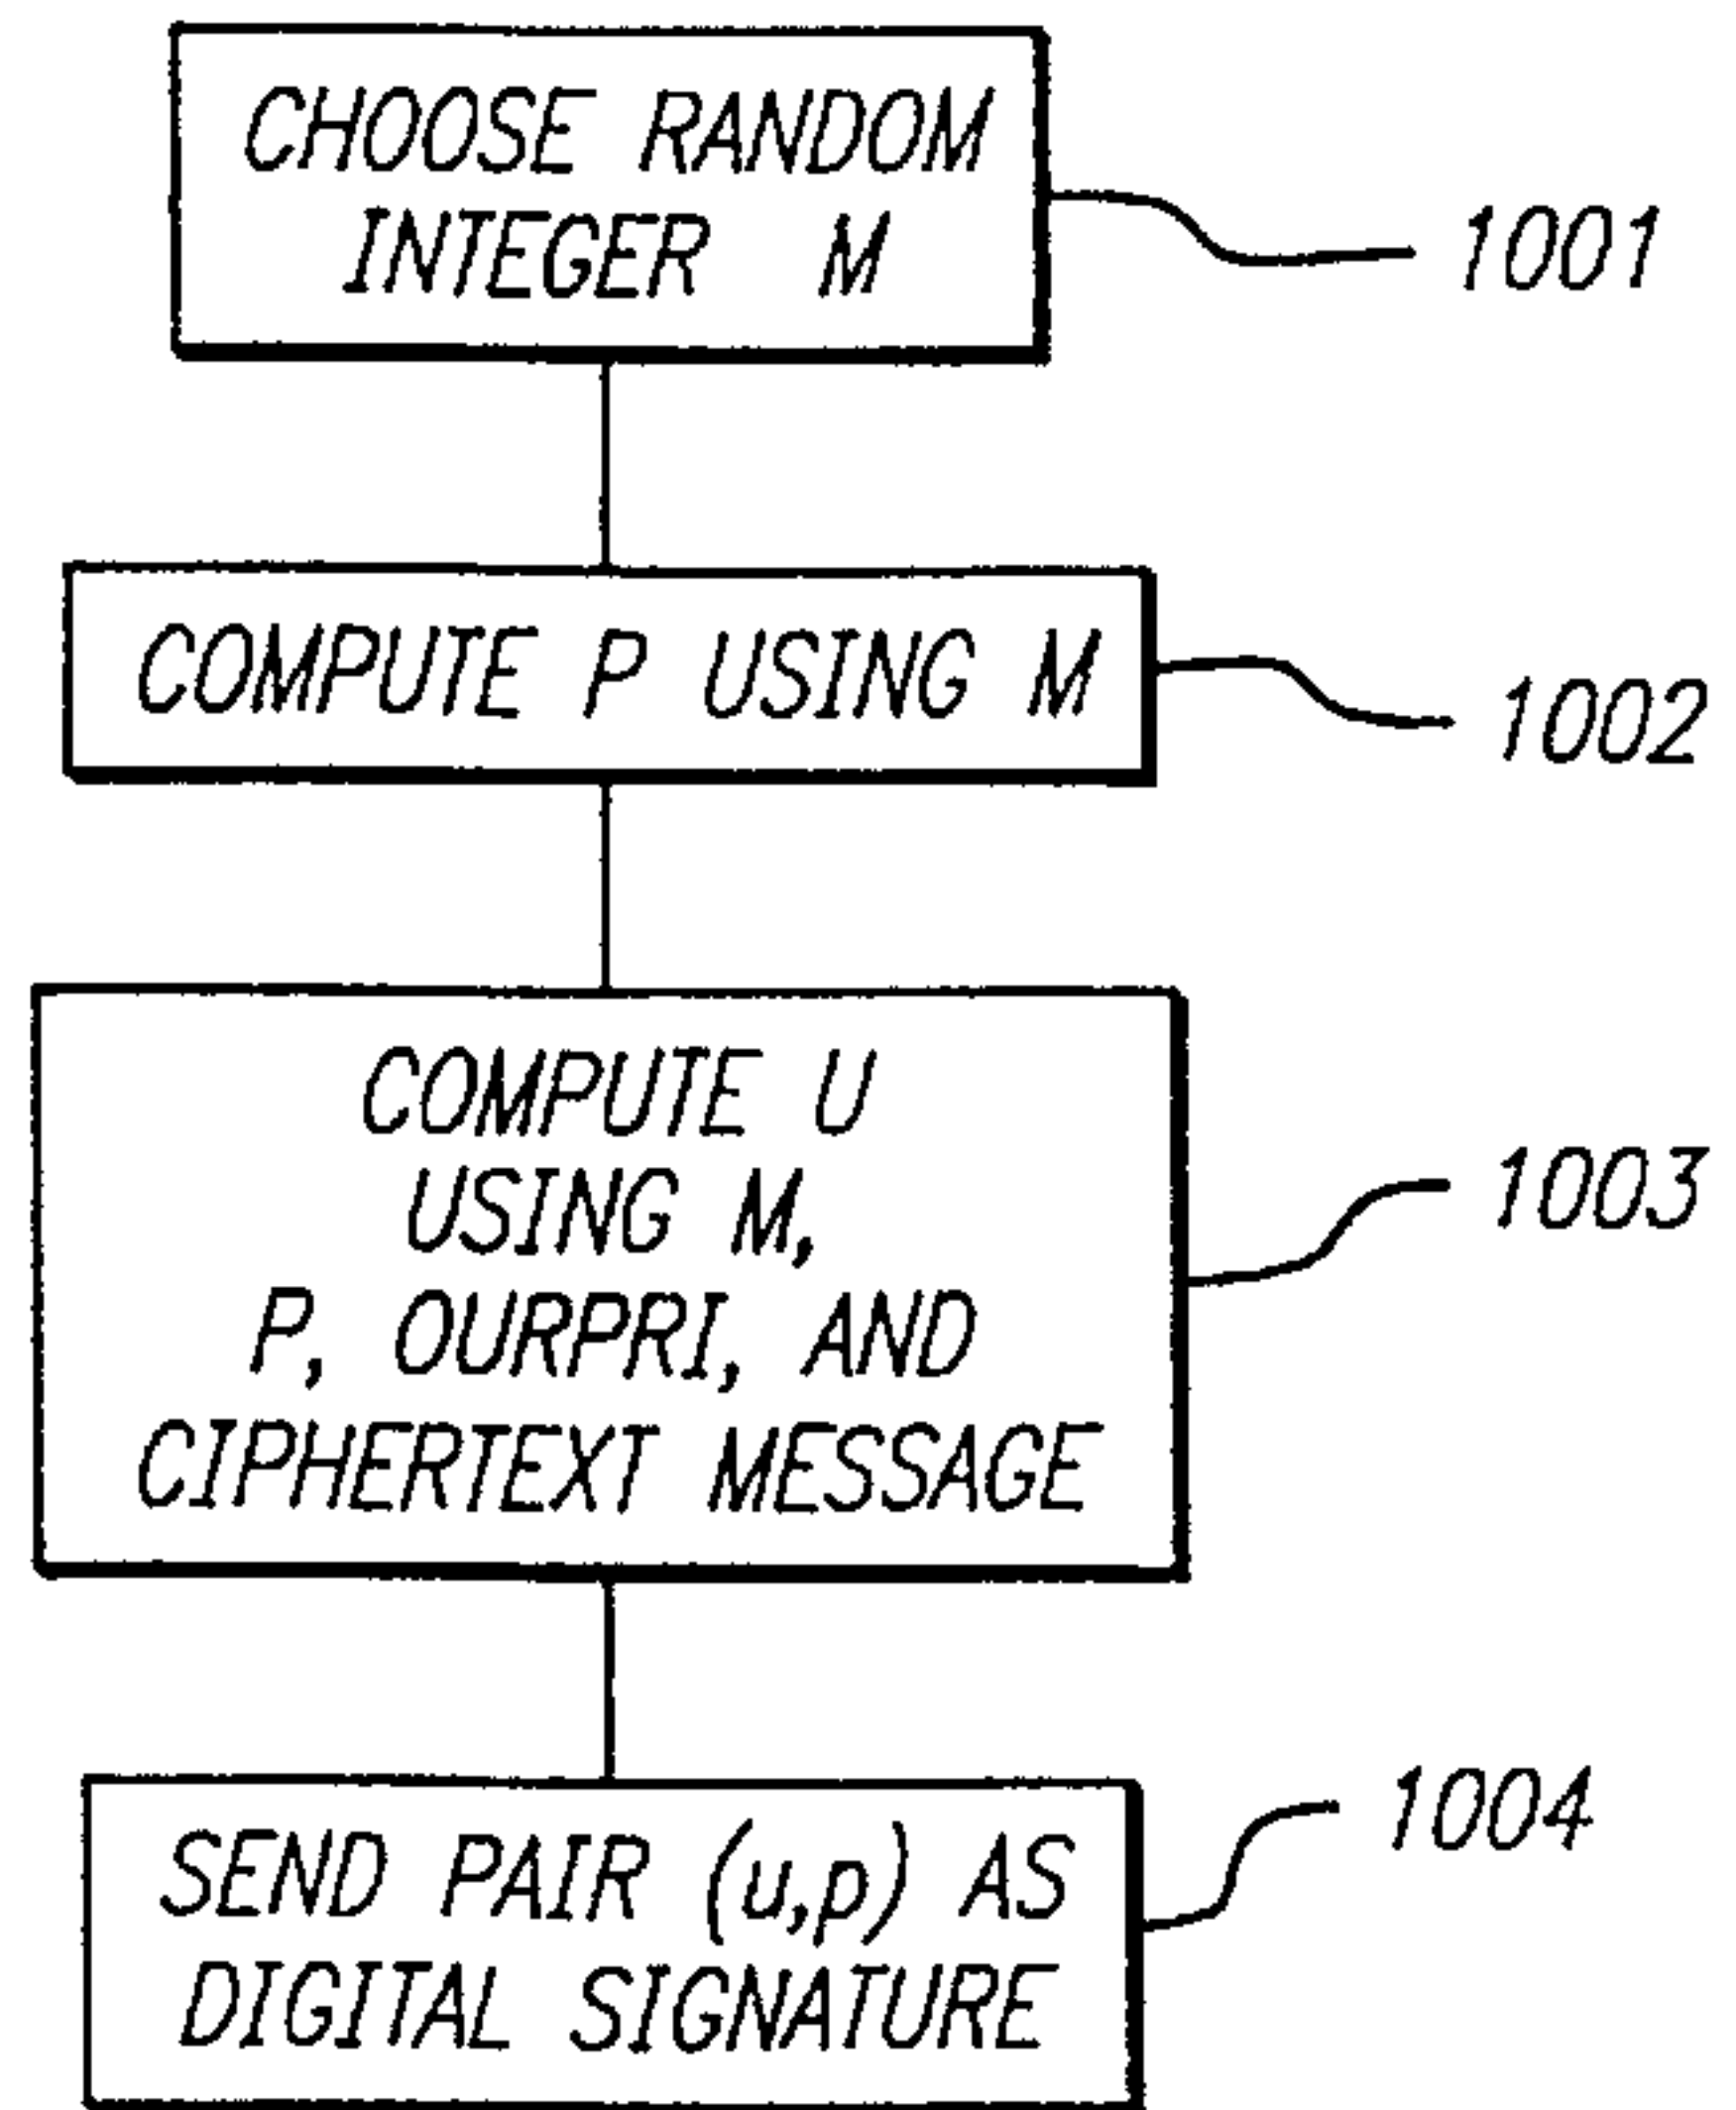 CHOOSE RANDOM
INTEGER M
1001
COMPUTE P USING M
1002
COMPUTE U
USING M,
P, OURPRI, AND
CIPHERTEXT MESSAGE
1003
SEND PAIR (u,p) AS
DIGITAL SIGNATURE
1004